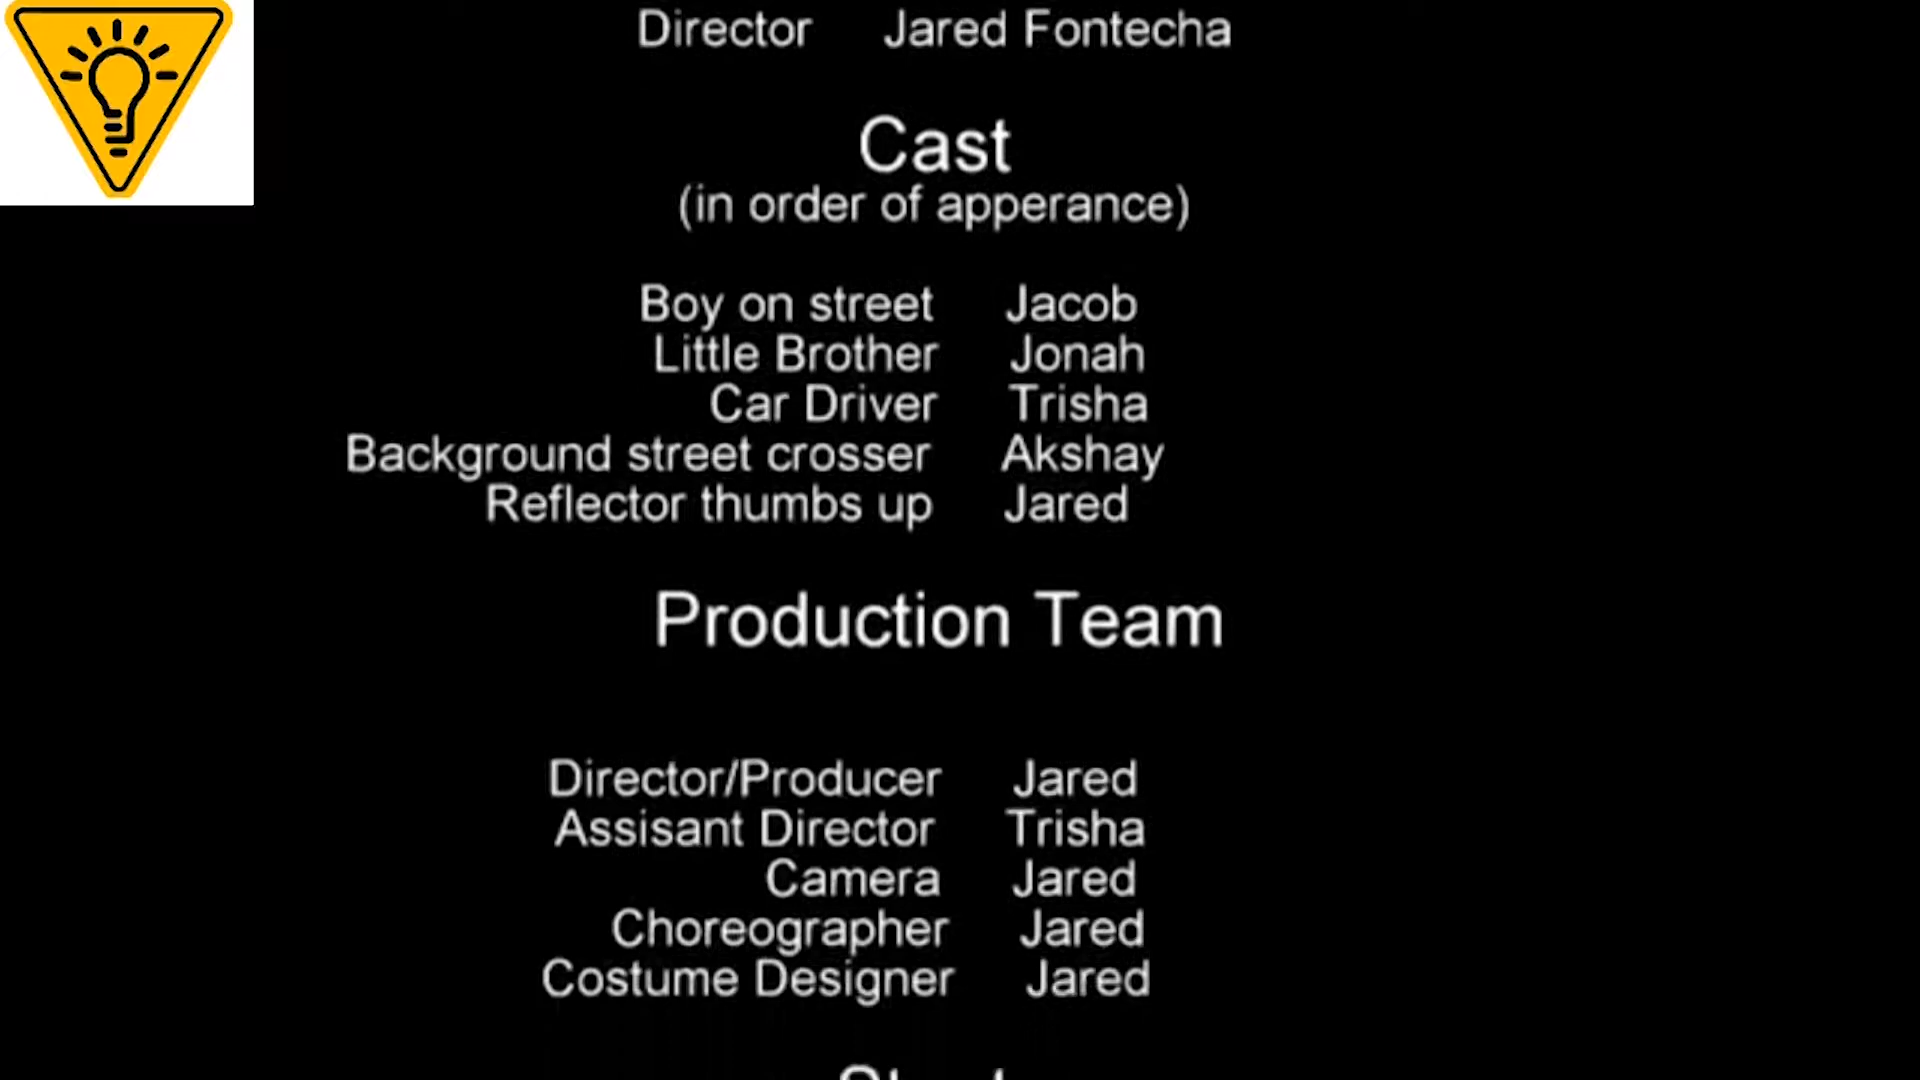 Director Jared Fontecha
Cast
(in order of apperance)
Boy on street Jacob
Little Brother Jonah
Car Driver Trisha
Background street crosser Akshay
Reflector thumbs up Jared
Production Team
Director/Producer Jared
Assisant Director Trisha
Camera Jared
Choreographer Jared
Costume Designer Jared